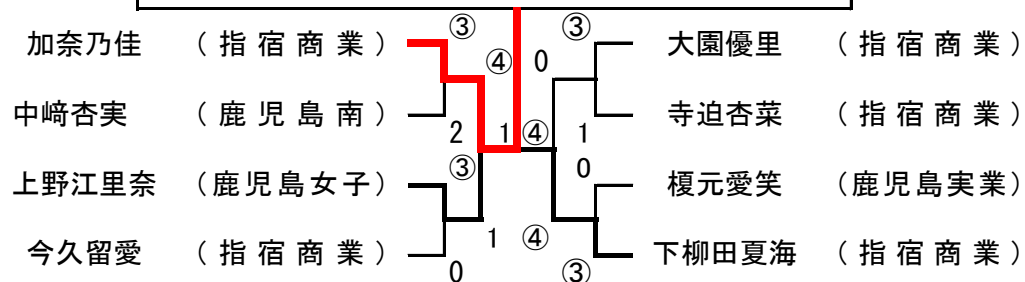 ③ ③
加奈乃佳 (指宿商業) ④ 0 大園優里 (指宿商業)
中﨑杏実 (鹿児島南) 2 1 ④ 1 寺迫杏菜 (指宿商業)
③ 0
上野江里奈 (鹿児島女子) 榎元愛笑 (鹿児島実業)
1 ④
今久留愛 (指宿商業) 0 ③ 下柳田夏海 (指宿商業)